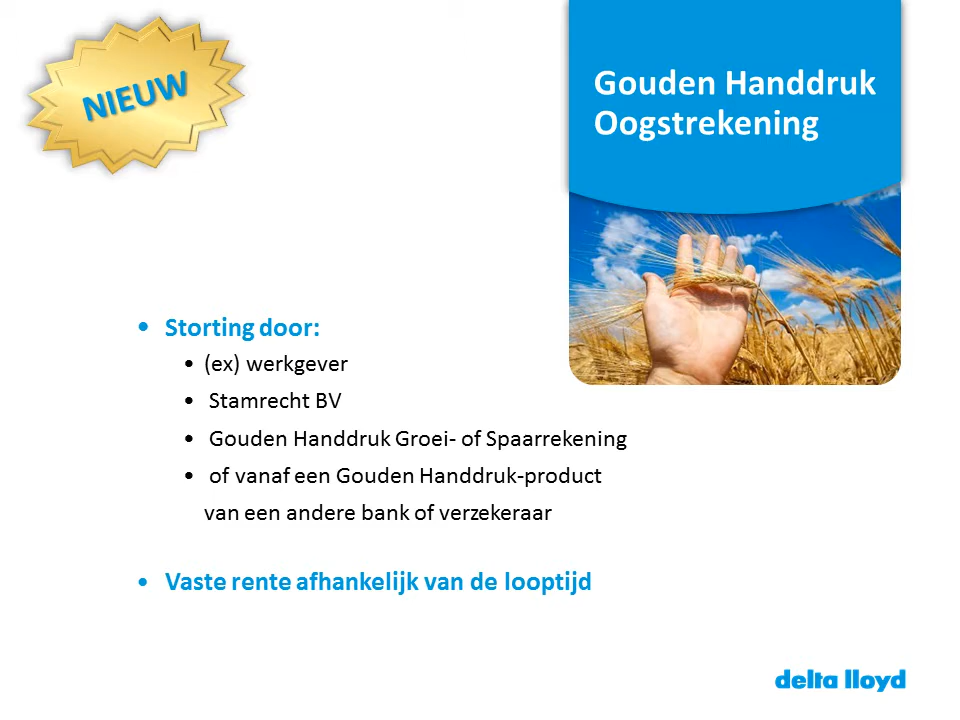 NIEUW
Gouden Handdruk
Oogstrekening
• Storting door:
• (ex) werkgever
• Stamrecht BV
• Gouden Handdruk Groei- of Spaarrekening
• of vanaf een Gouden Handdruk-product
van een andere bank of verzekeraar
• Vaste rente afhankelijk van de looptijd
delta lloyd